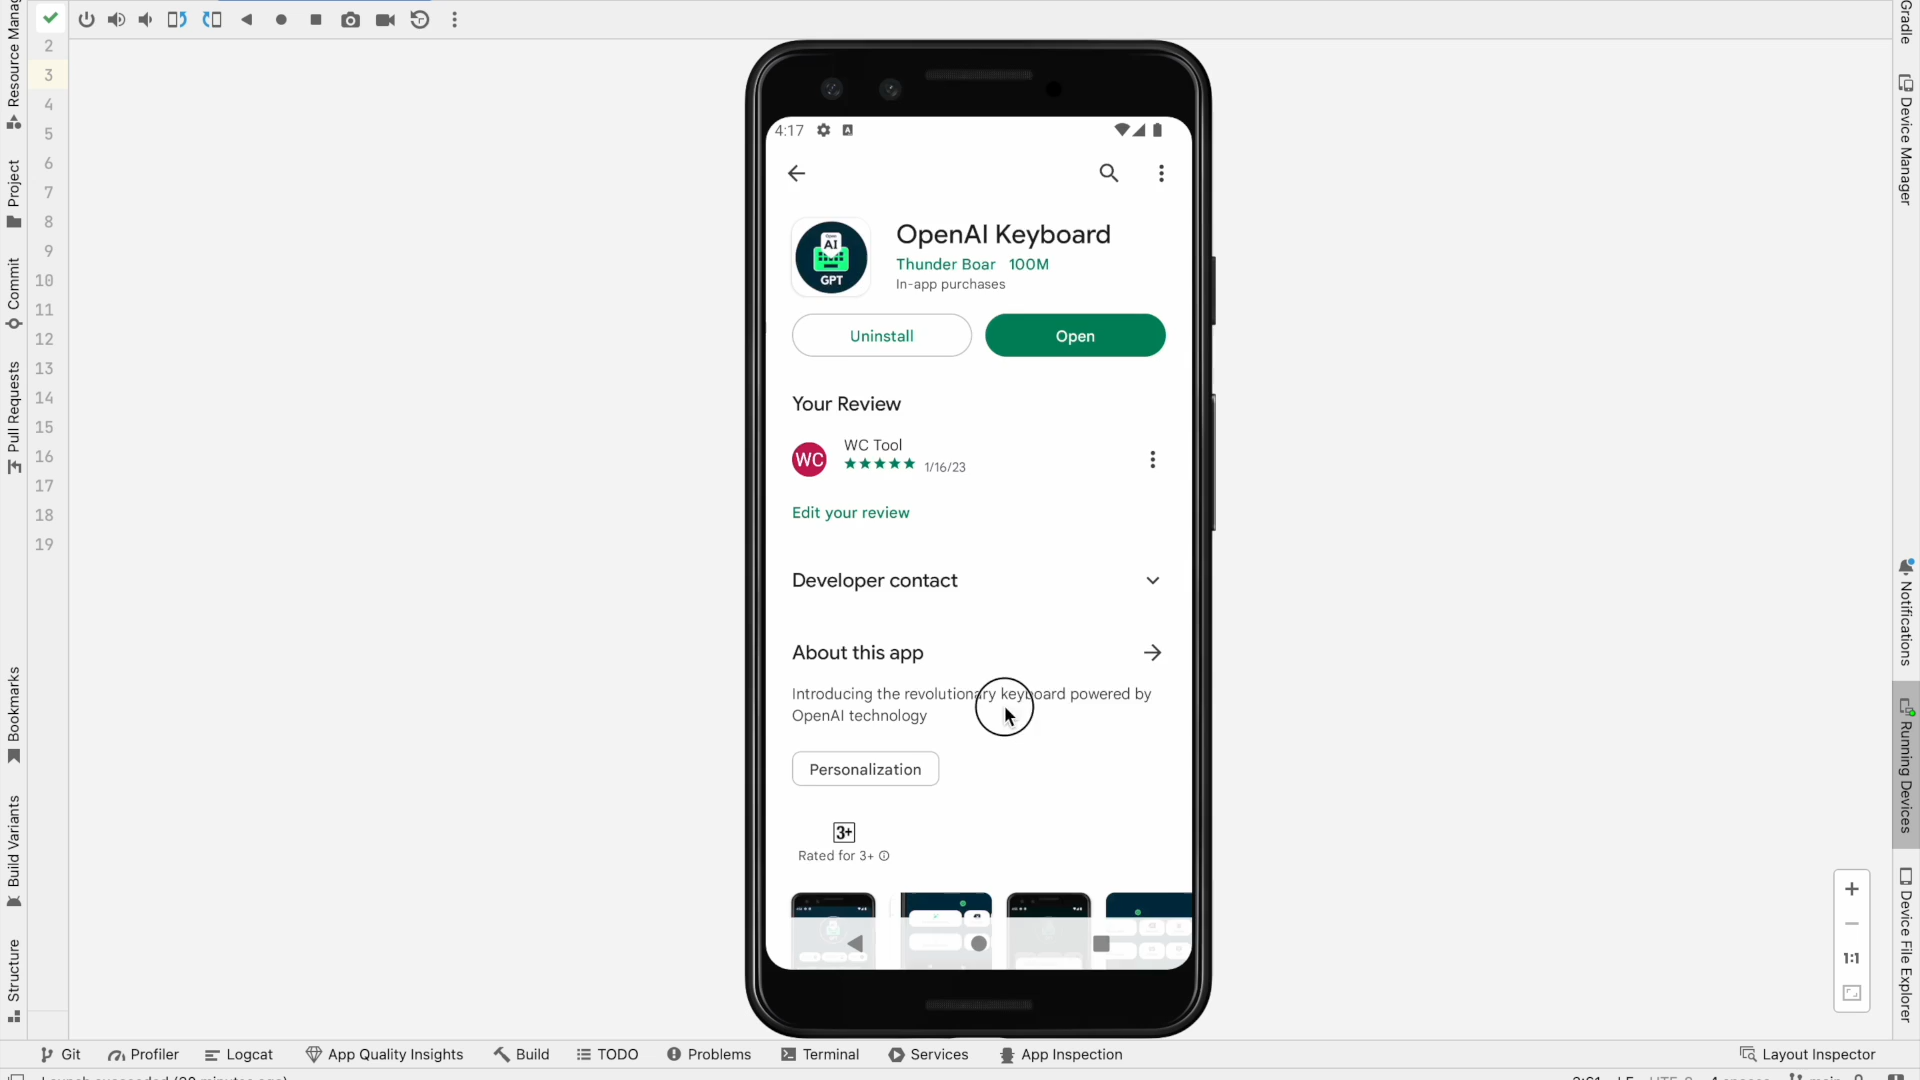 2
3
4
5
6
7
8
9
10
11
12
13
14
15
16
17
18
19
Project
Commit
Pull Requests
Bookmarks
Build Variants
Structure
4:17
OpenAI Keyboard
Open
AI
GPT
Thunder Boar 100M
In-app purchases
Uninstall
Open
Your Review
WC
WC Tool
1/16/23
Edit your review
Developer contact
About this app
Introducing the revolutionary keyboard powered by
OpenAI technology
Personalization
3+
Rated for 3+
Gradle
Device Manager
Notifications
Running Devices
Device File Explorer
1:1
Git
Profiler
Logcat
App Quality Insights
Build
TODO
Problems
Terminal
Services
App Inspection
Layout Inspector